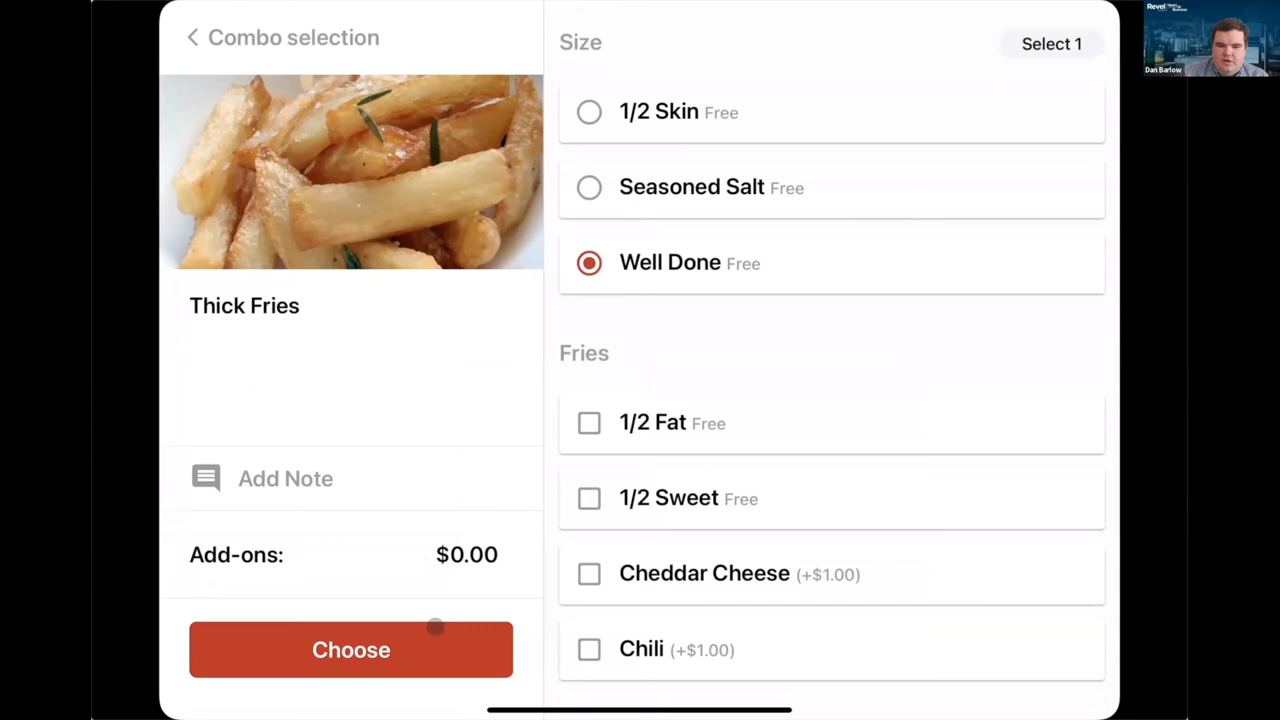 Combo selection
Thick Fries
Add Note
Add-ons: $0.00
Choose
Size Select 1
1/2 Skin Free
Seasoned Salt Free
Well Done Free
Fries
1/2 Fat Free
1/2 Sweet Free
Cheddar Cheese (+$1.00)
Chili (+$1.00)
Revel
Dan Barlow